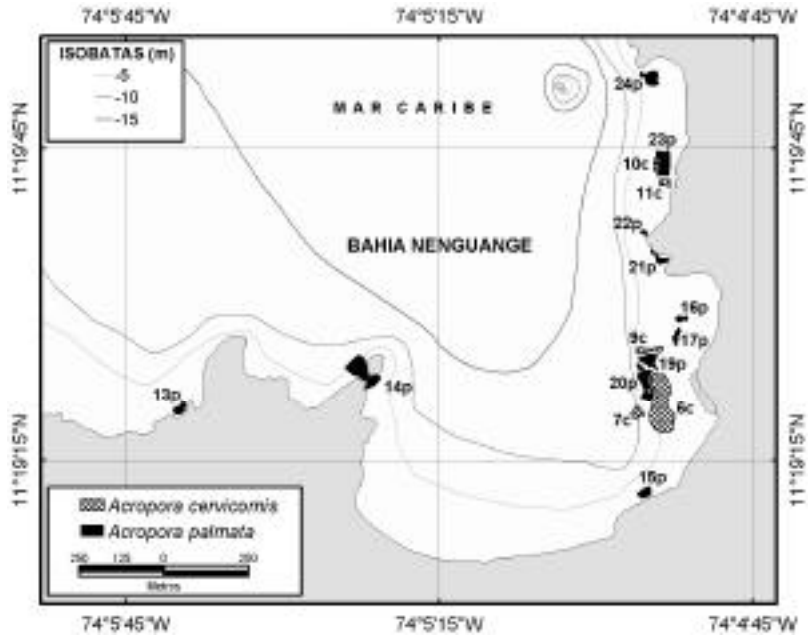 74°5'45"W 74°5'15"W 74°4'45"W
ISOBATAS (m)
-5
-10
-15
MAR CARIBE
24p
11°19'45"N 11°19'45"N
23p
10c
11c
22p
BAHIA NENGUANGE
21p
16p
9c
17p
19p
20p
14p
13p
7c
6c
11°19'15"N 11°19'15"N
15p
Acropora cervicornis
Acropora palmata
250 125 0 250
Metros
74°5'45"W 74°5'15"W 74°4'45"W